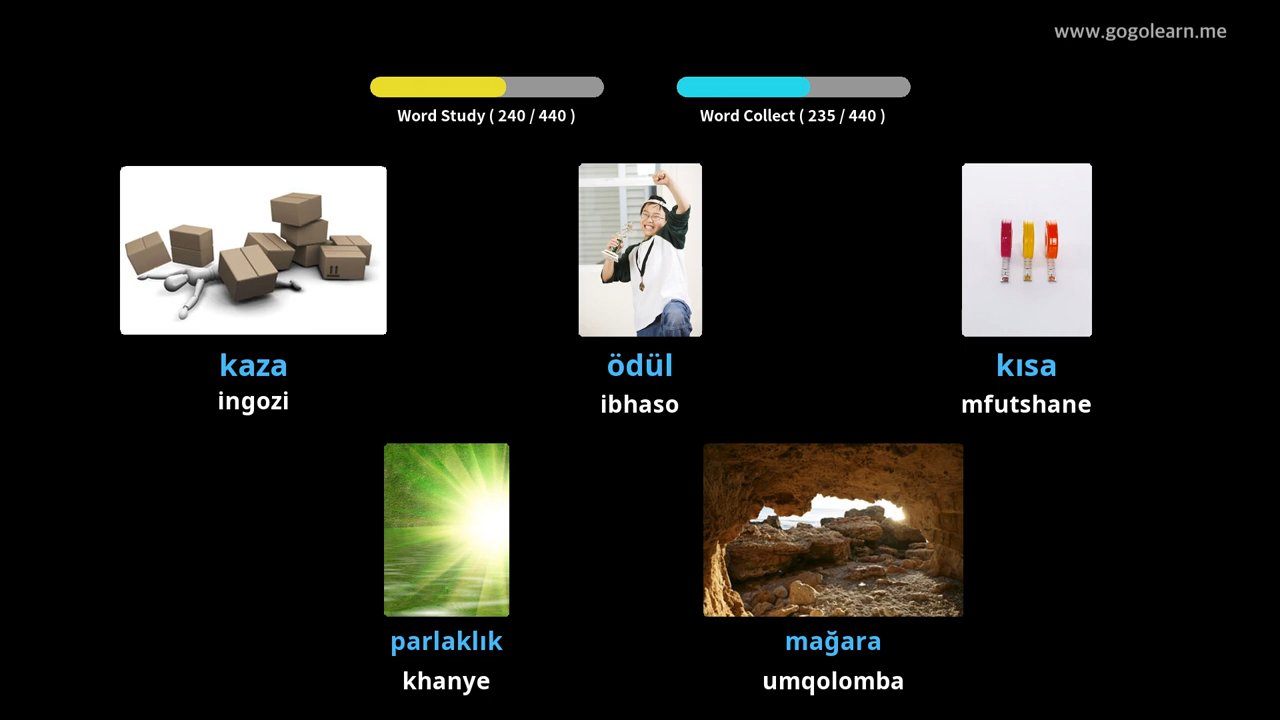 www.gogolearn.me
Word Study ( 240 / 440 )
Word Collect ( 235 / 440 )
kaza
ingozi
ödül
ibhaso
kısa
mfutshane
parlaklık
khanye
mağara
umqolomba